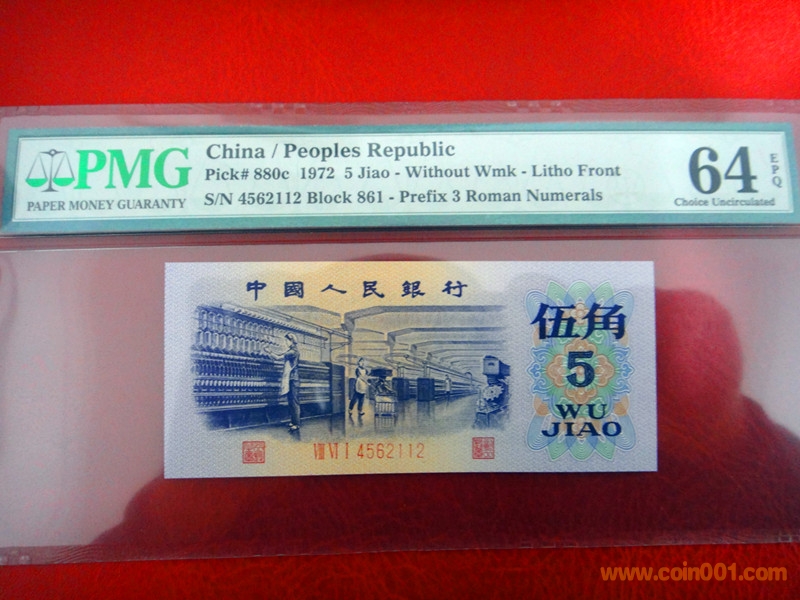 PMG
PAPER MONEY GUARANTY
China / Peoples Republic
Pick# 880c 1972 5 Jiao - Without Wmk - Litho Front
S/N 4562112 Block 861 - Prefix 3 Roman Numerals
64 EPQ
Choice Uncirculated
中國人民銀行
伍角
5
WU
JIAO
VIII VI I 4562112
www.coin001.com